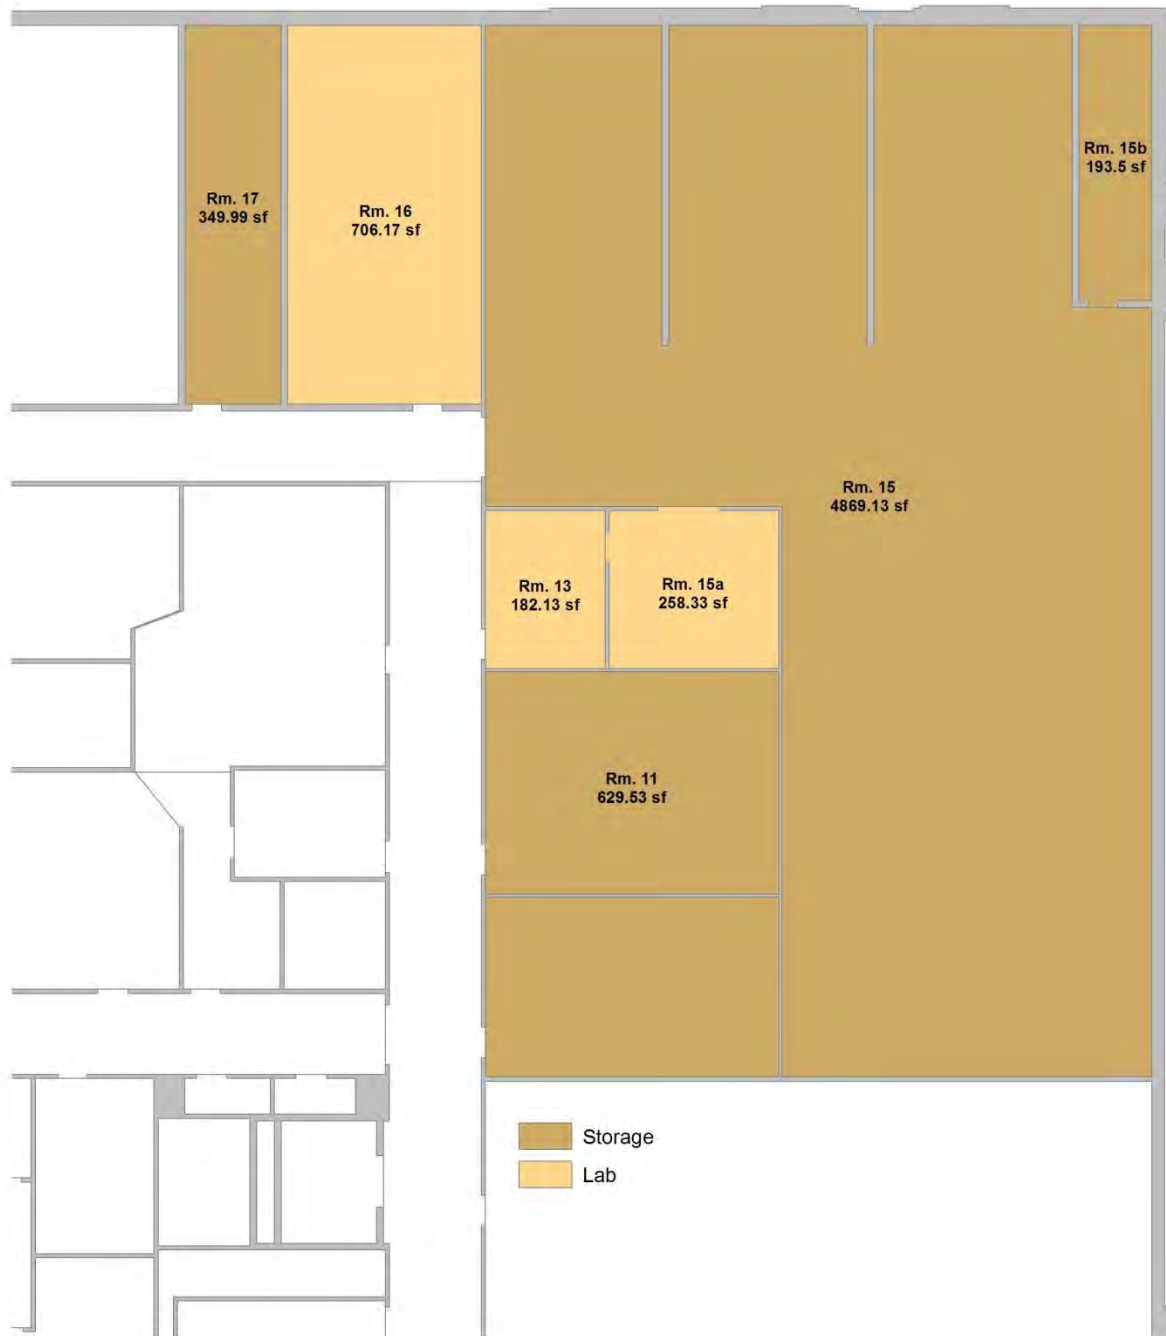 Rm. 17
349.99 sf
Rm. 16
706.17 sf
Rm. 15b
193.5 sf
Rm. 15
4869.13 sf
Rm. 13
182.13 sf
Rm. 15a
258.33 sf
Rm. 11
629.53 sf
Storage
Lab